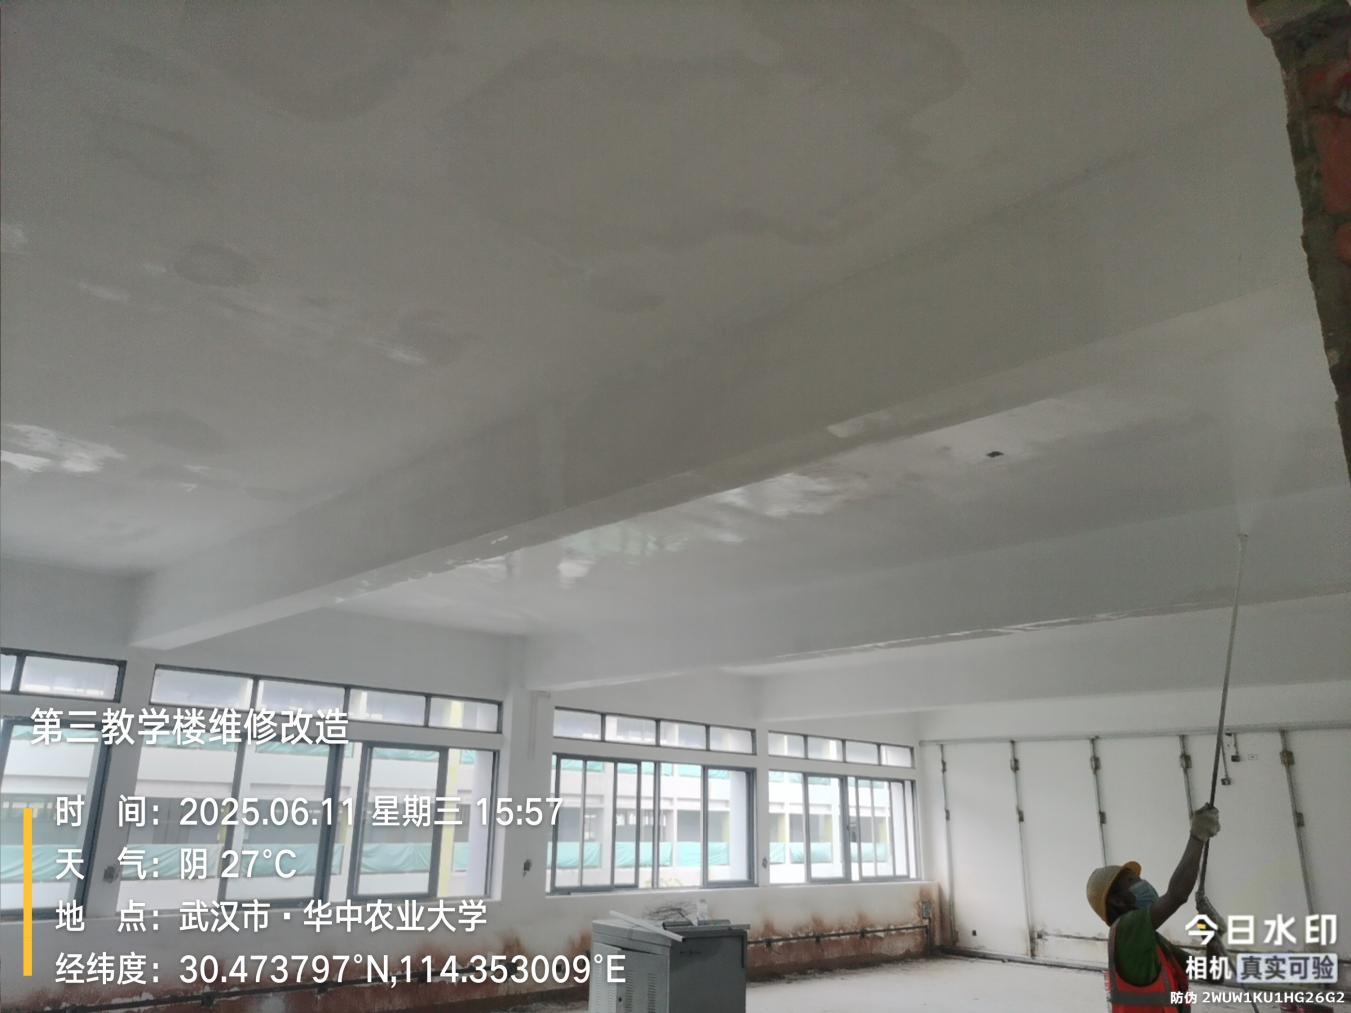 第三教学楼维修改造
时 间：2025.06.11 星期三 15:57
天 气：阴 27°C
地 点：武汉市·华中农业大学
经纬度：30.473797°N,114.353009°E
今日水印
相机 真实可验
防伪 2WUW1KU1HG26G2